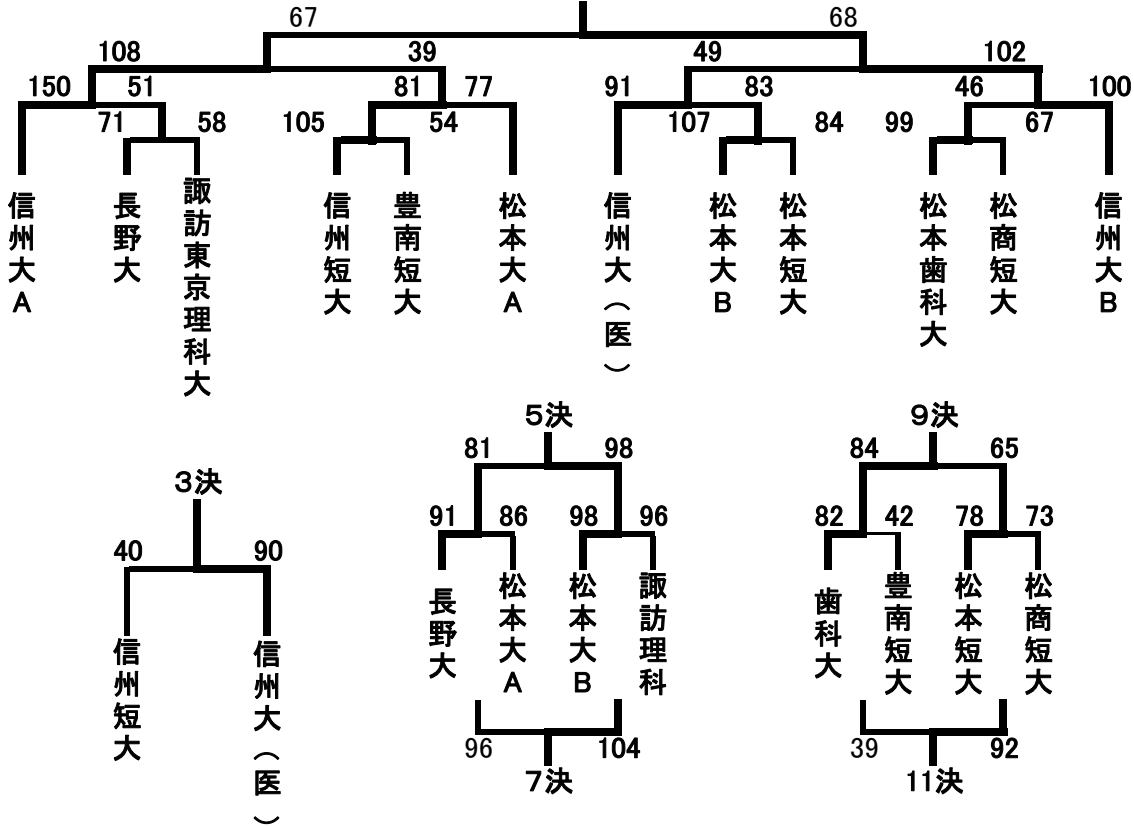 67 68
108 39 49 102
150 51 81 77 91 83 46 100
71 58 105 54 107 84 99 67
信州大A
長野大
諏訪東京理科大
信州短大
豊南短大
松本大A
信州大(医)
松本大B
松本短大
松本歯科大
松商短大
信州大B
3決
40 90
信州短大
信州大(医)
5決
81 98
91 86 98 96
長野大
松本大A
松本大B
諏訪理科
96 104
7決
9決
84 65
82 42 78 73
歯科大
豊南短大
松本短大
松商短大
39 92
11決